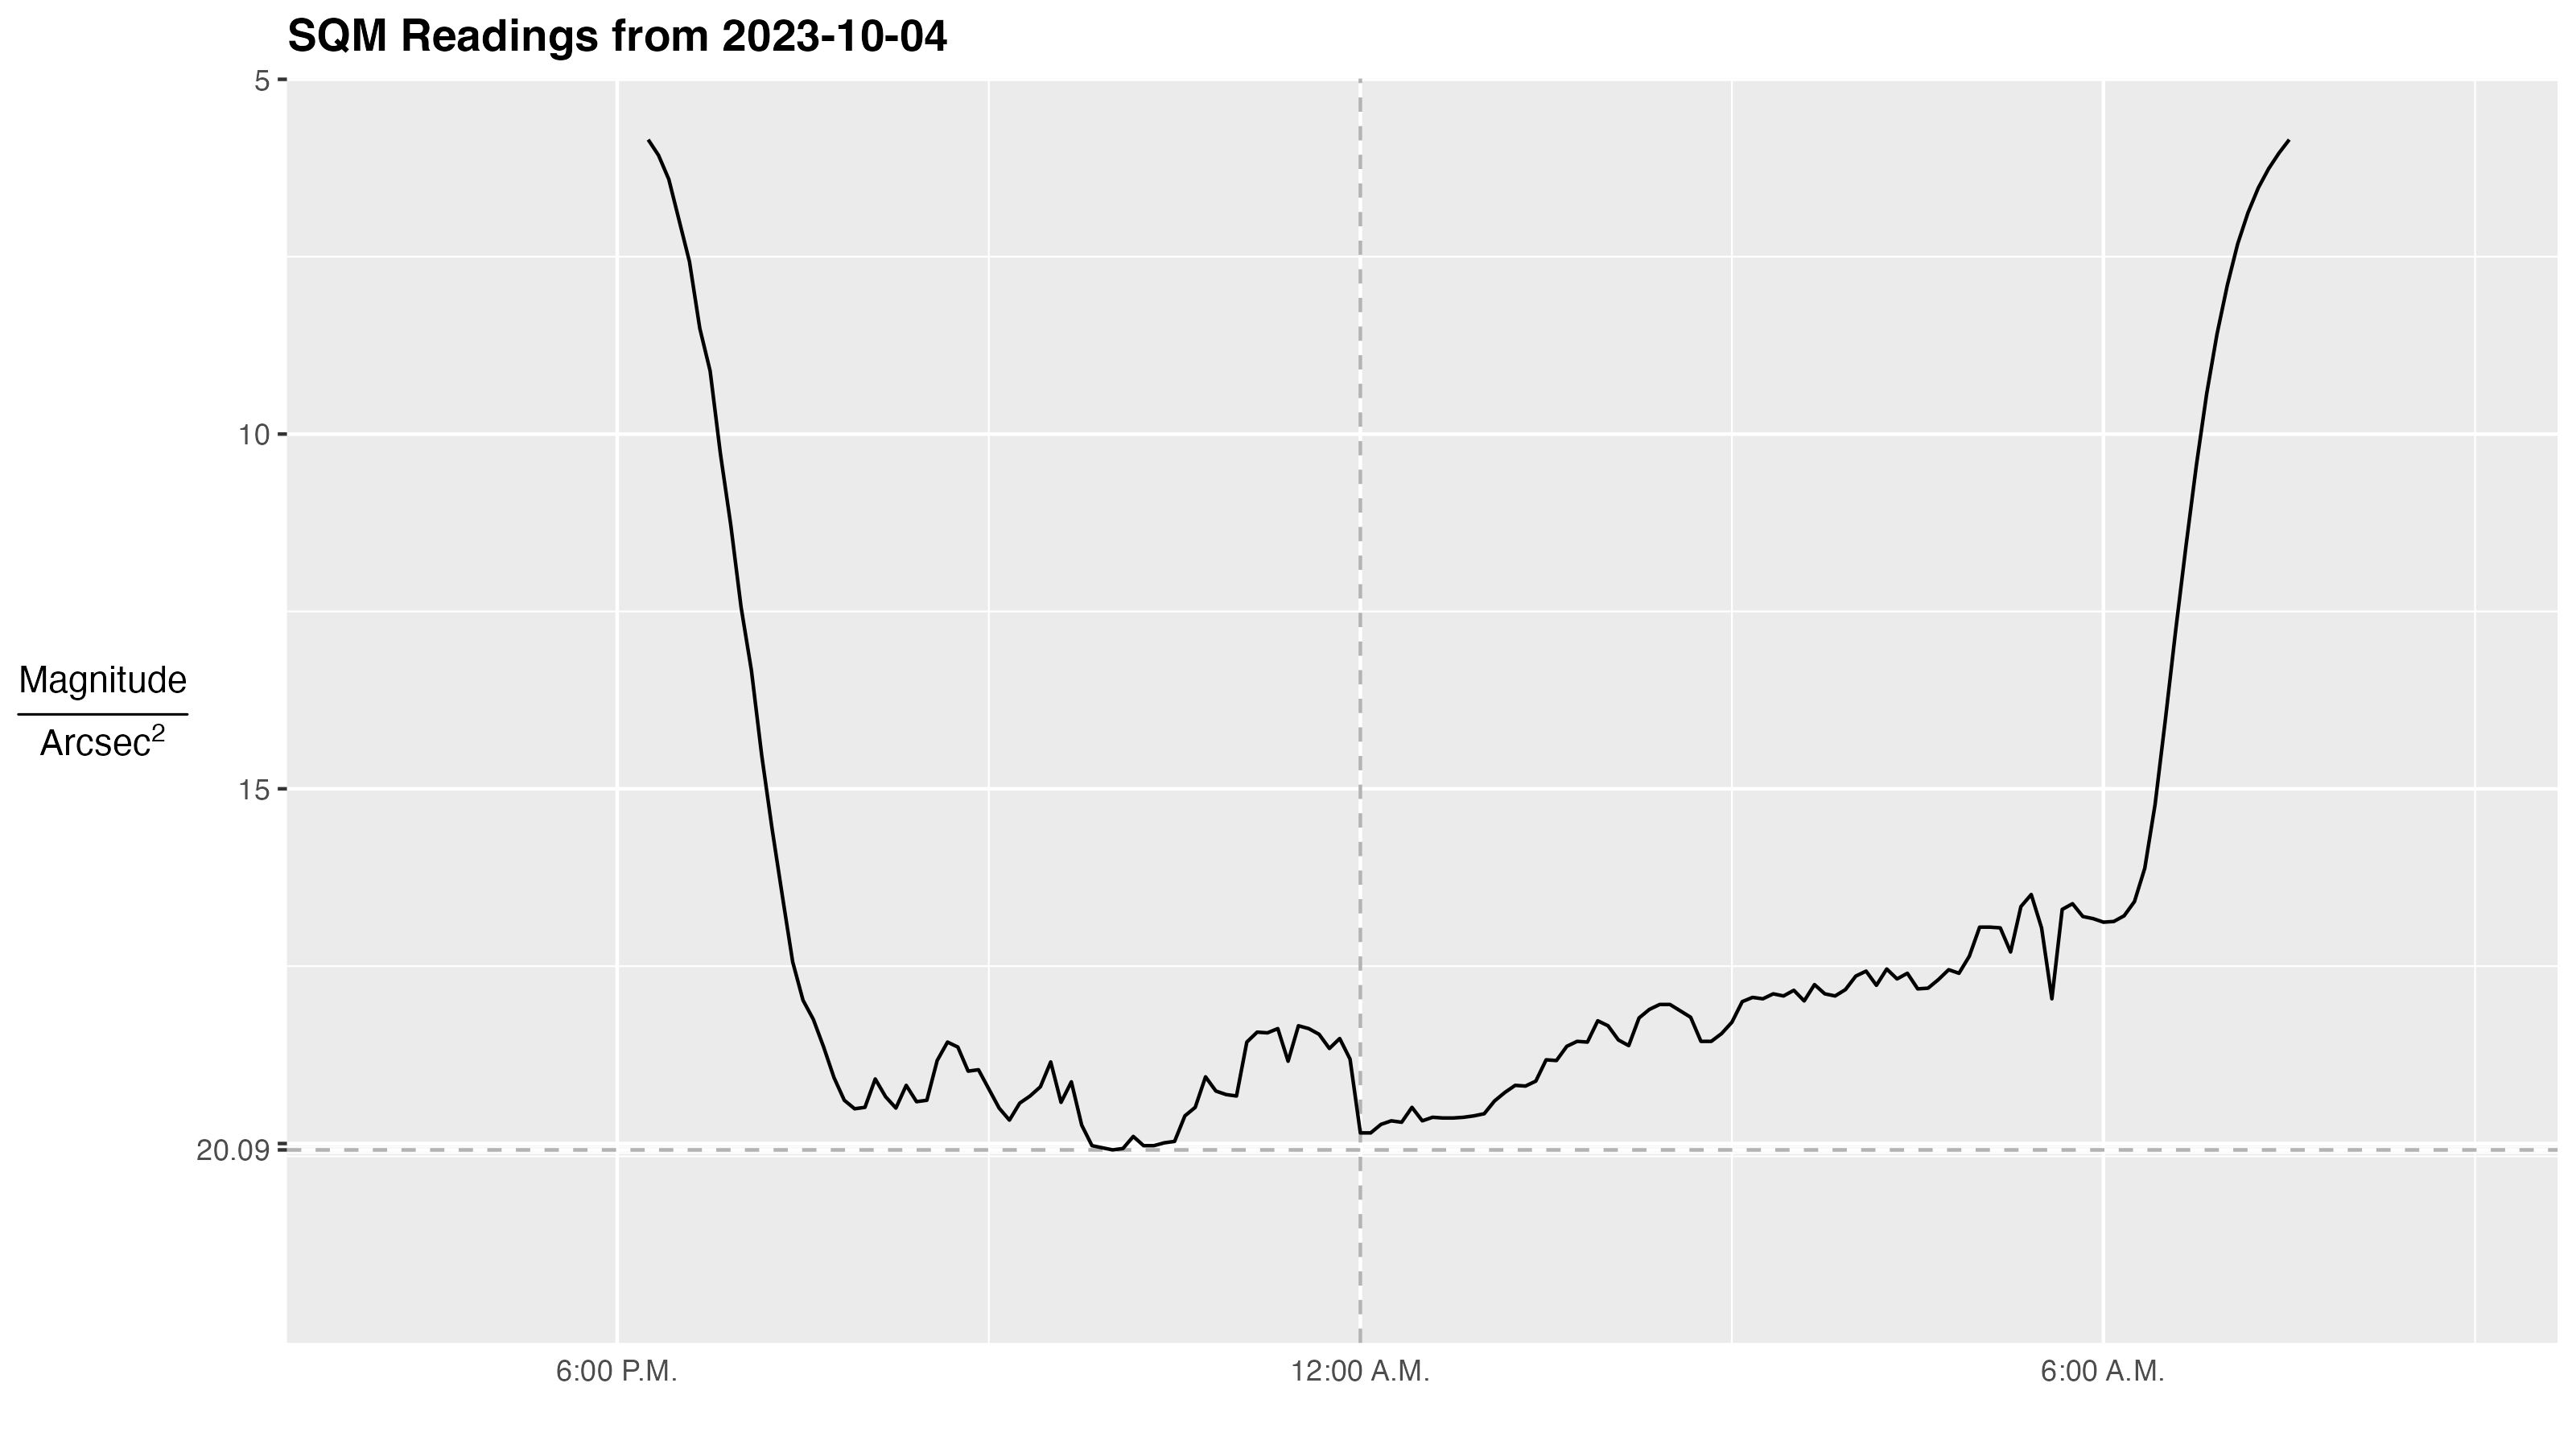 SQM Readings from 2023-10-04
5
10
15
20.09
Magnitude
Arcsec²
6:00 P.M.
12:00 A.M.
6:00 A.M.